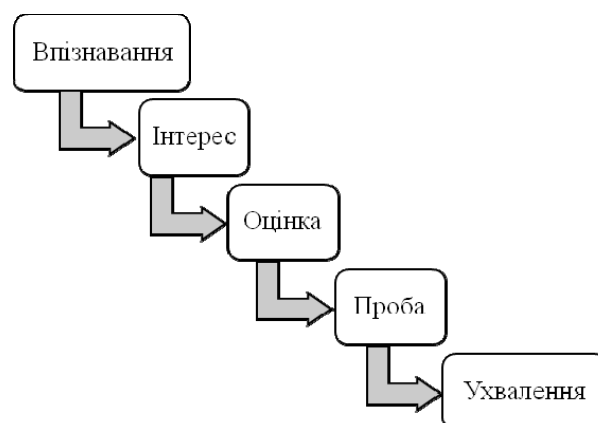 Впізнавання
Інтерес
Оцінка
Проба
Ухвалення